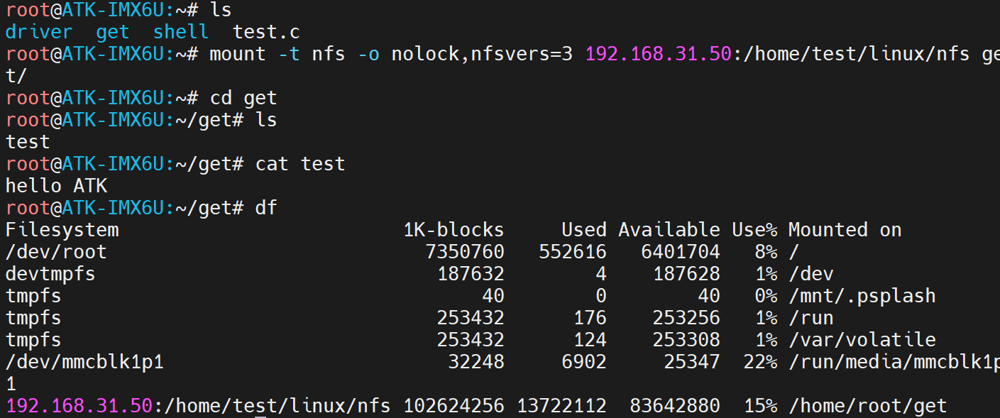 root@ATK-IMX6U:~# ls
driver  get  shell  test.c
root@ATK-IMX6U:~# mount -t nfs -o nolock,nfsvers=3 192.168.31.50:/home/test/linux/nfs ge
t/
root@ATK-IMX6U:~# cd get
root@ATK-IMX6U:~/get# ls
test
root@ATK-IMX6U:~/get# cat test
hello ATK
root@ATK-IMX6U:~/get# df
Filesystem                         1K-blocks     Used Available Use% Mounted on
/dev/root                            7350760   552616   6401704   8% /
devtmpfs                              187632        4    187628   1% /dev
tmpfs                                     40        0        40   0% /mnt/.psplash
tmpfs                                 253432      176    253256   1% /run
tmpfs                                 253432      124    253308   1% /var/volatile
/dev/mmcblk1p1                         32248     6902     25347  22% /run/media/mmcblk1p
1
192.168.31.50:/home/test/linux/nfs 102624256 13722112  83642880  15% /home/root/get